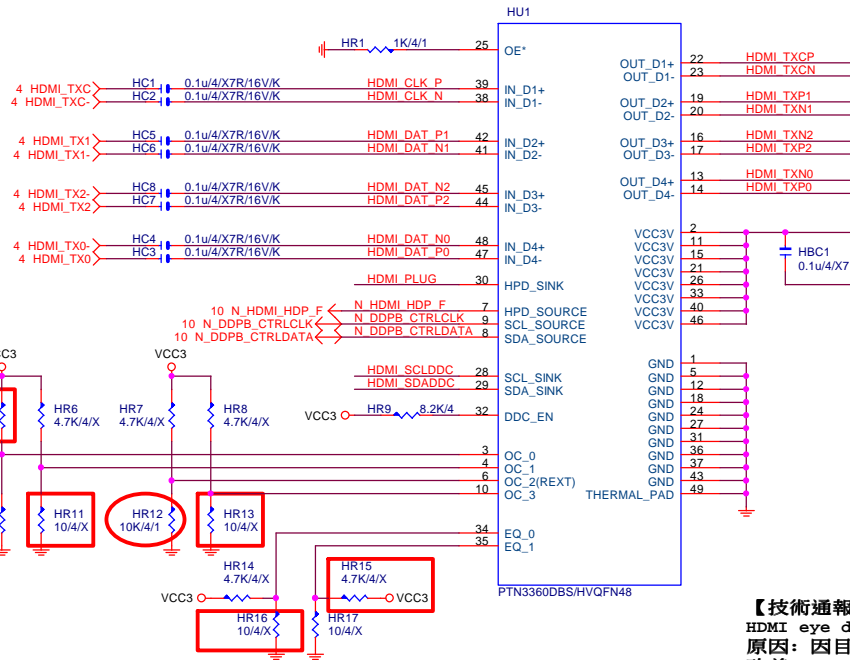 HU1
HR1 1K/4/1 25 OE*
OUT_D1+ 22 HDMI_TXCP
OUT_D1- 23 HDMI_TXCN
4 HDMI_TXC HC1 0.1u/4/X7R/16V/K HDMI_CLK_P 39 IN_D1+
4 HDMI_TXC- HC2 0.1u/4/X7R/16V/K HDMI_CLK_N 38 IN_D1-
OUT_D2+ 19 HDMI_TXP1
OUT_D2- 20 HDMI_TXN1
4 HDMI_TX1 HC5 0.1u/4/X7R/16V/K HDMI_DAT_P1 42 IN_D2+
4 HDMI_TX1- HC6 0.1u/4/X7R/16V/K HDMI_DAT_N1 41 IN_D2-
OUT_D3+ 16 HDMI_TXN2
OUT_D3- 17 HDMI_TXP2
4 HDMI_TX2- HC8 0.1u/4/X7R/16V/K HDMI_DAT_N2 45 IN_D3+
4 HDMI_TX2 HC7 0.1u/4/X7R/16V/K HDMI_DAT_P2 44 IN_D3-
OUT_D4+ 13 HDMI_TXN0
OUT_D4- 14 HDMI_TXP0
4 HDMI_TX0- HC4 0.1u/4/X7R/16V/K HDMI_DAT_N0 48 IN_D4+
4 HDMI_TX0 HC3 0.1u/4/X7R/16V/K HDMI_DAT_P0 47 IN_D4-
VCC3V 2
VCC3V 11
VCC3V 15
VCC3V 21
VCC3V 26
VCC3V 33
VCC3V 40
VCC3V 46
HBC1
0.1u/4/X7
HDMI_PLUG 30 HPD_SINK
10 N_HDMI_HDP_F N_HDMI_HDP_F 7 HPD_SOURCE
10 N_DDPB_CTRLCLK N_DDPB_CTRLCLK 9 SCL_SOURCE
10 N_DDPB_CTRLDATA N_DDPB_CTRLDATA 8 SDA_SOURCE
HDMI_SCLDDC 28 SCL_SINK
HDMI_SDADDC 29 SDA_SINK
VCC3 HR9 8.2K/4 32 DDC_EN
GND 1
GND 5
GND 12
GND 18
GND 24
GND 27
GND 31
GND 36
GND 37
GND 43
THERMAL_PAD 49
C3 VCC3
HR6 HR7 HR8
4.7K/4/X 4.7K/4/X 4.7K/4/X
3 OC_0
4 OC_1
6 OC_2(REXT)
10 OC_3
HR11 HR12 HR13
10/4/X 10K/4/1 10/4/X
34 EQ_0
35 EQ_1
HR14 HR15
4.7K/4/X 4.7K/4/X
VCC3 VCC3
HR16 HR17
10/4/X 10/4/X
PTN3360DBS/HVQFN48
【技術通報
HDMI eye d
原因: 因目